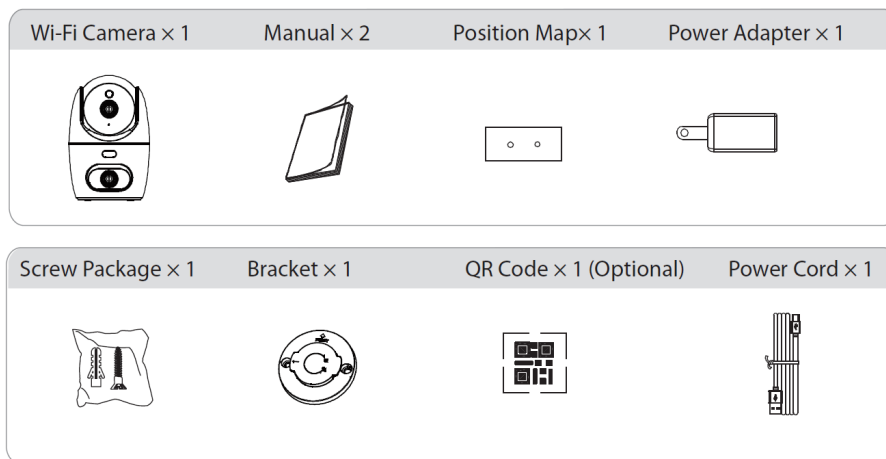 Wi-Fi Camera × 1
Manual × 2
Position Map× 1
Power Adapter × 1
Screw Package × 1
Bracket × 1
QR Code × 1 (Optional)
Power Cord × 1